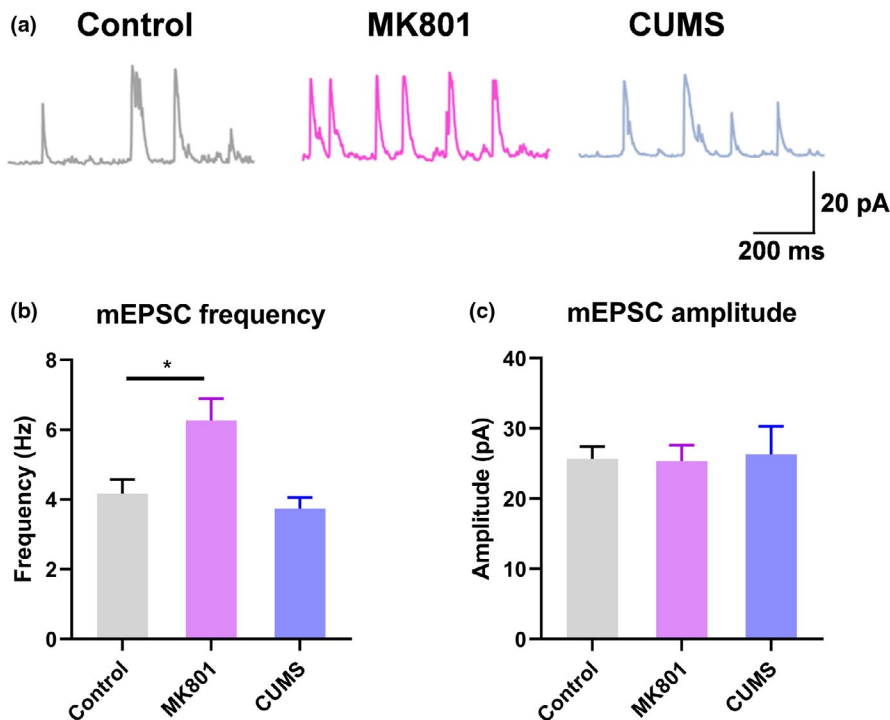 (a) Control MK801 CUMS
20 pA
200 ms
(b) mEPSC frequency
8
6
4
2
0
Frequency (Hz)
*
Control
MK801
CUMS
(c) mEPSC amplitude
40
30
20
10
0
Amplitude (pA)
Control
MK801
CUMS